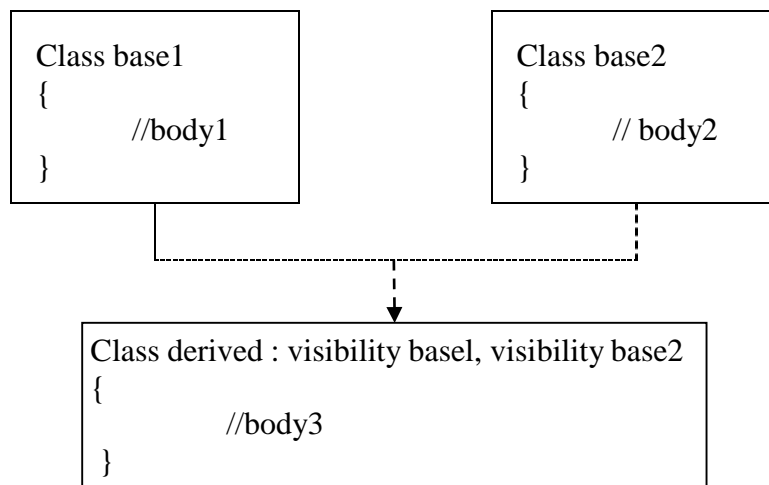 Class base1
{
//body1
}
Class base2
{
// body2
}
Class derived : visibility basel, visibility base2
{
//body3
}